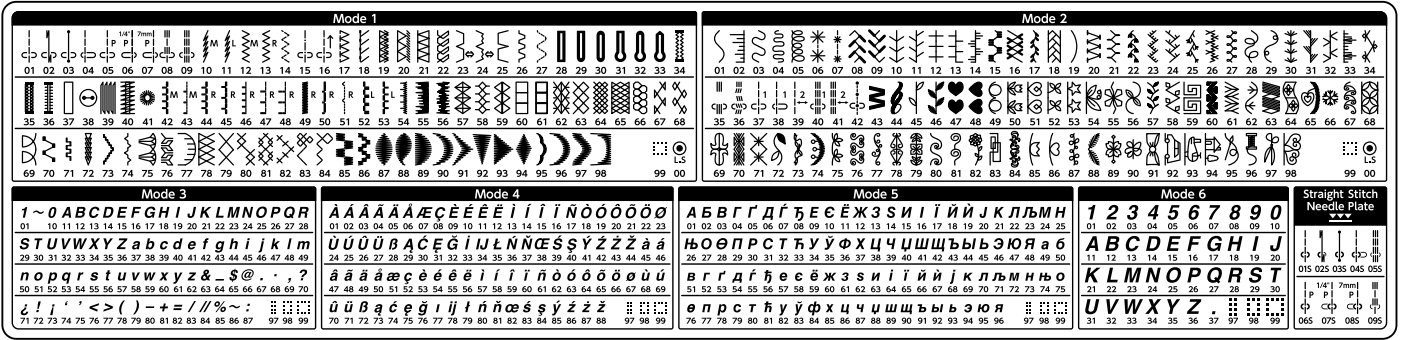 Mode 1
1/4" 7mm
P P M L M R R
01 02 03 04 05 06 07 08 09 10 11 12 13 14 15 16 17 18 19 20 21 22 23 24 25 26 27 28 29 30 31 32 33 34
M M R R R L
35 36 37 38 39 40 41 42 43 44 45 46 47 48 49 50 51 52 53 54 55 56 57 58 59 60 61 62 63 64 65 66 67 68
L.S
69 70 71 72 73 74 75 76 77 78 79 80 81 82 83 84 85 86 87 88 89 90 91 92 93 94 95 96 97 98 99 00
Mode 2
01 02 03 04 05 06 07 08 09 10 11 12 13 14 15 16 17 18 19 20 21 22 23 24 25 26 27 28 29 30 31 32 33 34
1 1 2 2
35 36 37 38 39 40 41 42 43 44 45 46 47 48 49 50 51 52 53 54 55 56 57 58 59 60 61 62 63 64 65 66 67 68
L.S
69 70 71 72 73 74 75 76 77 78 79 80 81 82 83 84 85 86 87 88 89 90 91 92 93 94 95 96 97 98 99 00
Mode 3
1 ~ 0 A B C D E F G H I J K L M N O P Q R
01 10 11 12 13 14 15 16 17 18 19 20 21 22 23 24 25 26 27 28
S T U V W X Y Z a b c d e f g h i j k l m
29 30 31 32 33 34 35 36 37 38 39 40 41 42 43 44 45 46 47 48 49
n o p q r s t u v w x y z & _ $ @ . · , ?
50 51 52 53 54 55 56 57 58 59 60 61 62 63 64 65 66 67 68 69 70
¿ ! ¡ ‘ ’ < > ( ) – + = / // % ~ :
71 72 73 74 75 76 77 78 79 80 81 82 83 84 85 86 87 97 98 99
Mode 4
À Á Â Ã Ä Å Æ Ç È É Ê Ë Ì Í Î Ï Ñ Ò Ó Ô Õ Ö Ø
01 02 03 04 05 06 07 08 09 10 11 12 13 14 15 16 17 18 19 20 21 22 23
Ù Ú Û Ü ß Ą Ć Ę Ğ İ IJ Ł Ń Ň Œ Ś Ş Ý Ź Ż Ž à á
24 25 26 27 28 29 30 31 32 33 34 35 36 37 38 39 40 41 42 43 44 45 46
â ã ä å æ ç è é ê ë ì í î ï ñ ò ó ô õ ö ø ù ú
47 48 49 50 51 52 53 54 55 56 57 58 59 60 61 62 63 64 65 66 67 68 69
û ü ß ą ć ę ğ ı ij ł ń ň œ ś ş ý ź ż ž
70 71 72 73 74 75 76 77 78 79 80 81 82 83 84 85 86 87 88 97 98 99
Mode 5
А Б В Г Ґ Д Ѓ Ђ Е Є Ё Ж З Ѕ И І Ї Й Ѝ Ј К Л Љ М Н
01 02 03 04 05 06 07 08 09 10 11 12 13 14 15 16 17 18 19 20 21 22 23 24 25
Њ О Ө П Р С Т Ћ У Ў Ф Х Ц Ч Џ Ш Щ Ъ Ы Ь Э Ю Я а б
26 27 28 29 30 31 32 33 34 35 36 37 38 39 40 41 42 43 44 45 46 47 48 49 50
в г ґ д ѓ ђ е є ё ж з ѕ и і ї й ѝ ј к л љ м н њ о
51 52 53 54 55 56 57 58 59 60 61 62 63 64 65 66 67 68 69 70 71 72 73 74 75
ө п р с т ћ у ў ф х ц ч џ ш щ ъ ы ь э ю я
76 77 78 79 80 81 82 83 84 85 86 87 88 89 90 91 92 93 94 95 96 97 98 99
Mode 6
1 2 3 4 5 6 7 8 9 0
01 02 03 04 05 06 07 08 09 10
A B C D E F G H I J
11 12 13 14 15 16 17 18 19 20
K L M N O P Q R S T
21 22 23 24 25 26 27 28 29 30
U V W X Y Z .
31 32 33 34 35 36 37 97 98 99
Straight Stitch
Needle Plate
01S 02S 03S 04S 05S
1/4" 7mm
P P
06S 07S 08S 09S